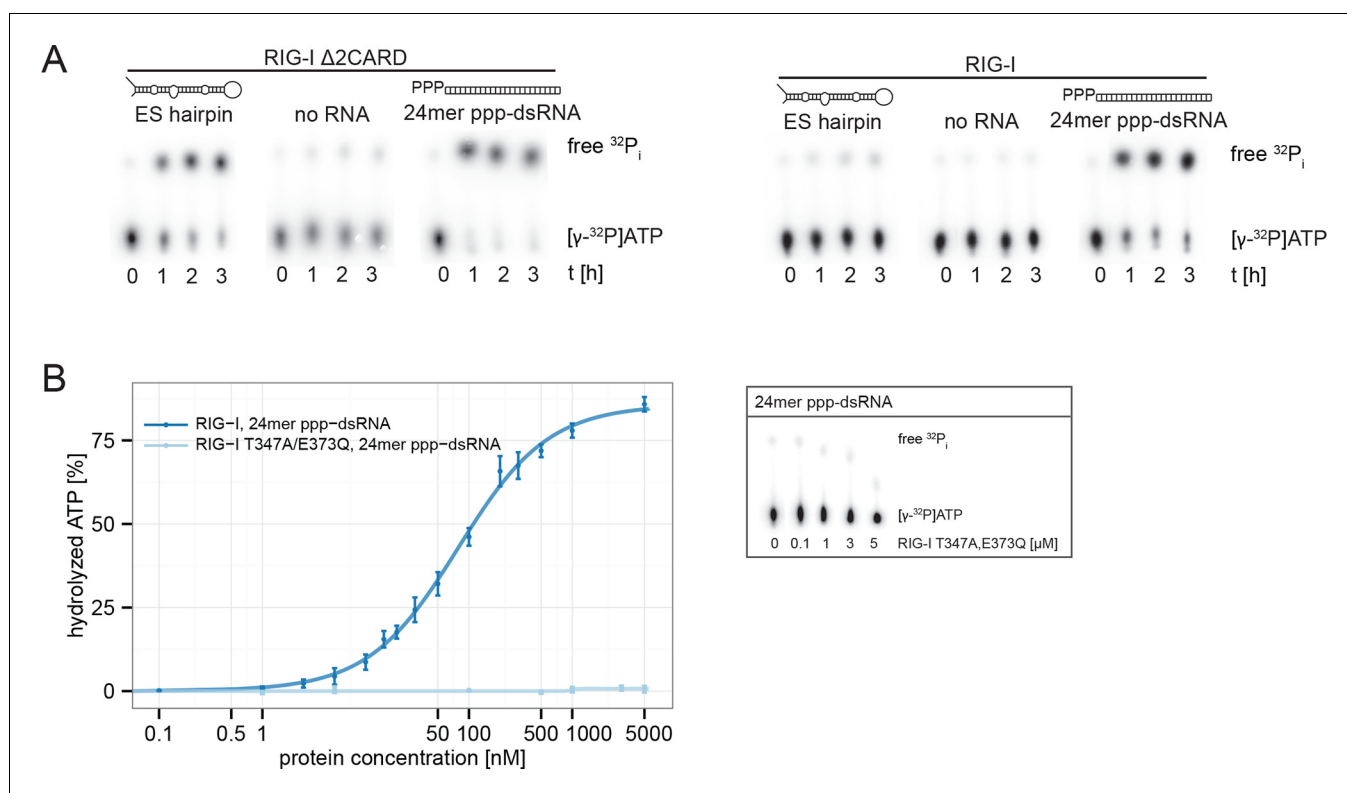 A
RIG-I Δ2CARD
PPP
ES hairpin
no RNA
24mer ppp-dsRNA
free ³²Pᵢ
[γ-³²P]ATP
0 1 2 3
0 1 2 3
0 1 2 3
t [h]
RIG-I
PPP
ES hairpin
no RNA
24mer ppp-dsRNA
free ³²Pᵢ
[γ-³²P]ATP
0 1 2 3
0 1 2 3
0 1 2 3
t [h]
B
hydrolyzed ATP [%]
75
50
25
0
RIG−I, 24mer ppp−dsRNA
RIG−I T347A/E373Q, 24mer ppp−dsRNA
0.1 0.5 1 50 100 500 1000 5000
protein concentration [nM]
24mer ppp-dsRNA
free ³²Pᵢ
[γ-³²P]ATP
0 0.1 1 3 5 RIG-I T347A,E373Q [µM]